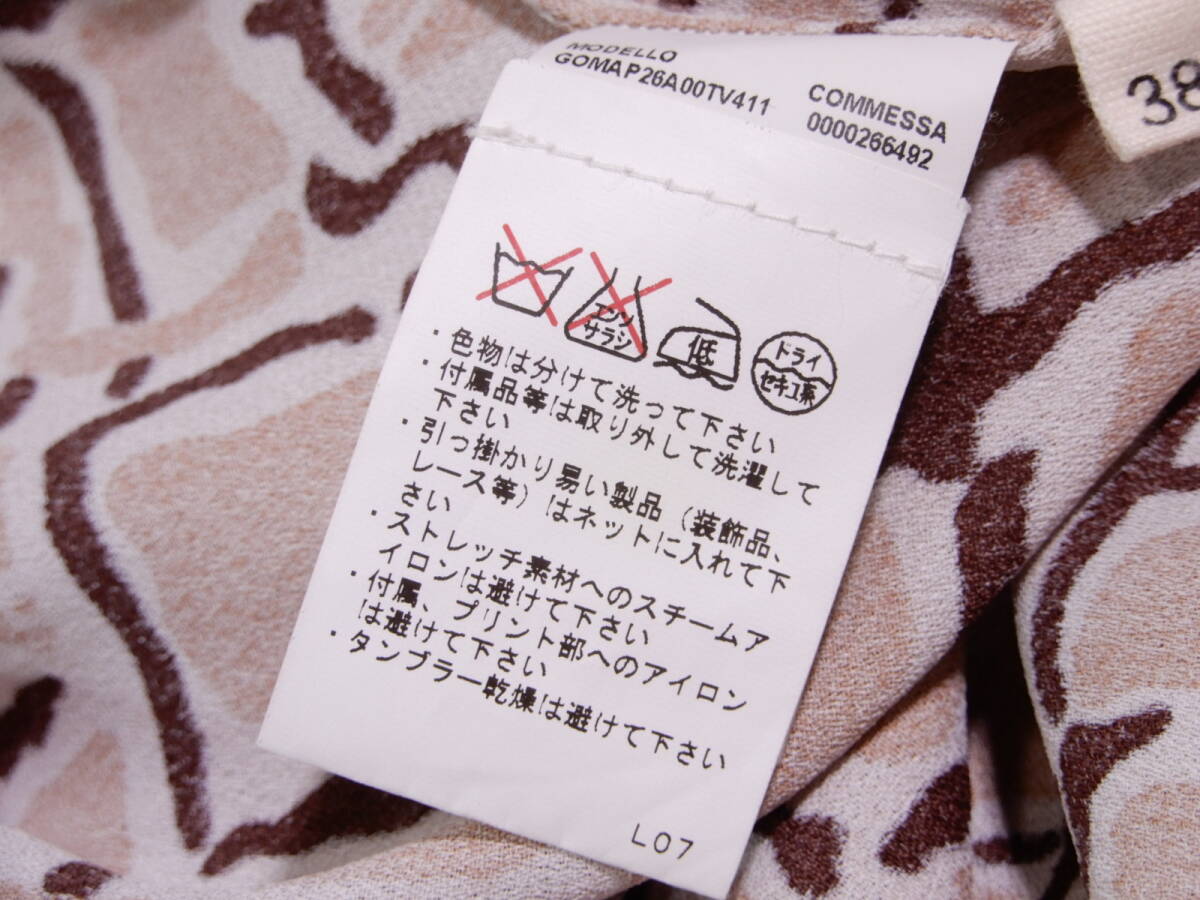 MODELLO
GOMAP26A00TV411
COMMESSA
0000266492
38
エンソ
サラシ
低
ドライ
セキユ系
・色物は分けて洗って下さい
・付属品等は取り外して洗濯して
下さい
・引っ掛かり易い製品（装飾品、
レース等）はネットに入れて下
さい
・ストレッチ素材へのスチームア
イロンは避けて下さい
・付属、プリント部へのアイロン
は避けて下さい
・タンブラー乾燥は避けて下さい
L07